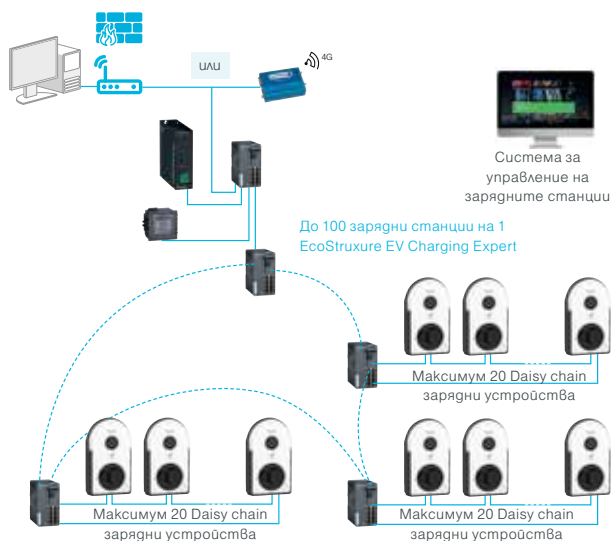 или
4G
Система за
управление на
зарядните станции
До 100 зарядни станции на 1
EcoStruxure EV Charging Expert
Максимум 20 Daisy chain
зарядни устройства
Максимум 20 Daisy chain
зарядни устройства
Максимум 20 Daisy chain
зарядни устройства